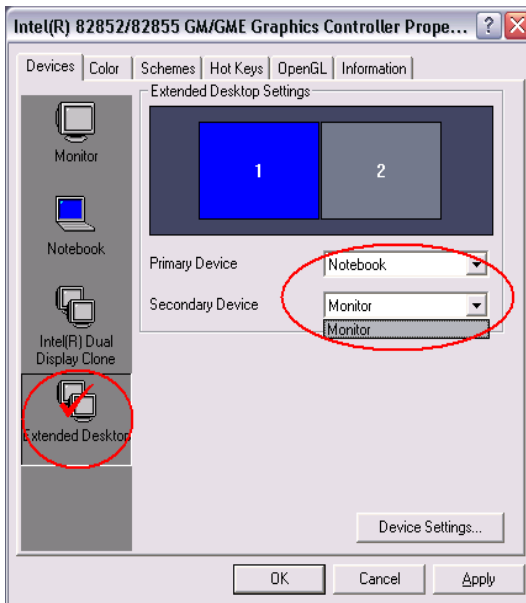 Intel(R) 82852/82855 GM/GME Graphics Controller Prope...
Devices Color Schemes Hot Keys OpenGL Information
Extended Desktop Settings
Monitor
1 2
Notebook
Primary Device Notebook
Secondary Device Monitor
Monitor
Intel(R) Dual
Display Clone
Extended Desktop
Device Settings...
OK Cancel Apply